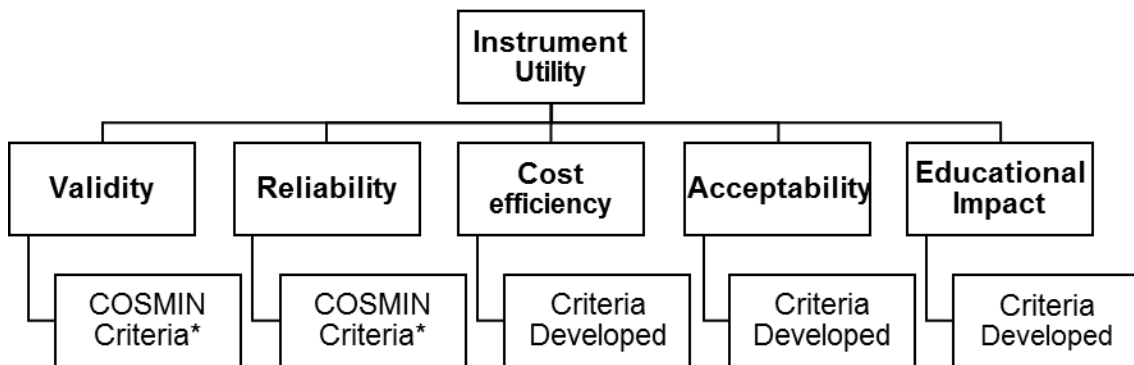 Instrument
Utility
Validity
Reliability
Cost
efficiency
Acceptability
Educational
Impact
COSMIN
Criteria*
COSMIN
Criteria*
Criteria
Developed
Criteria
Developed
Criteria
Developed